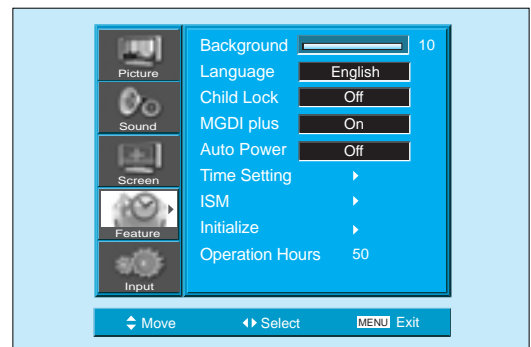 Picture
Sound
Screen
Feature
Input
Background 10
Language English
Child Lock Off
MGDI plus On
Auto Power Off
Time Setting
ISM
Initialize
Operation Hours 50
Move Select MENU Exit